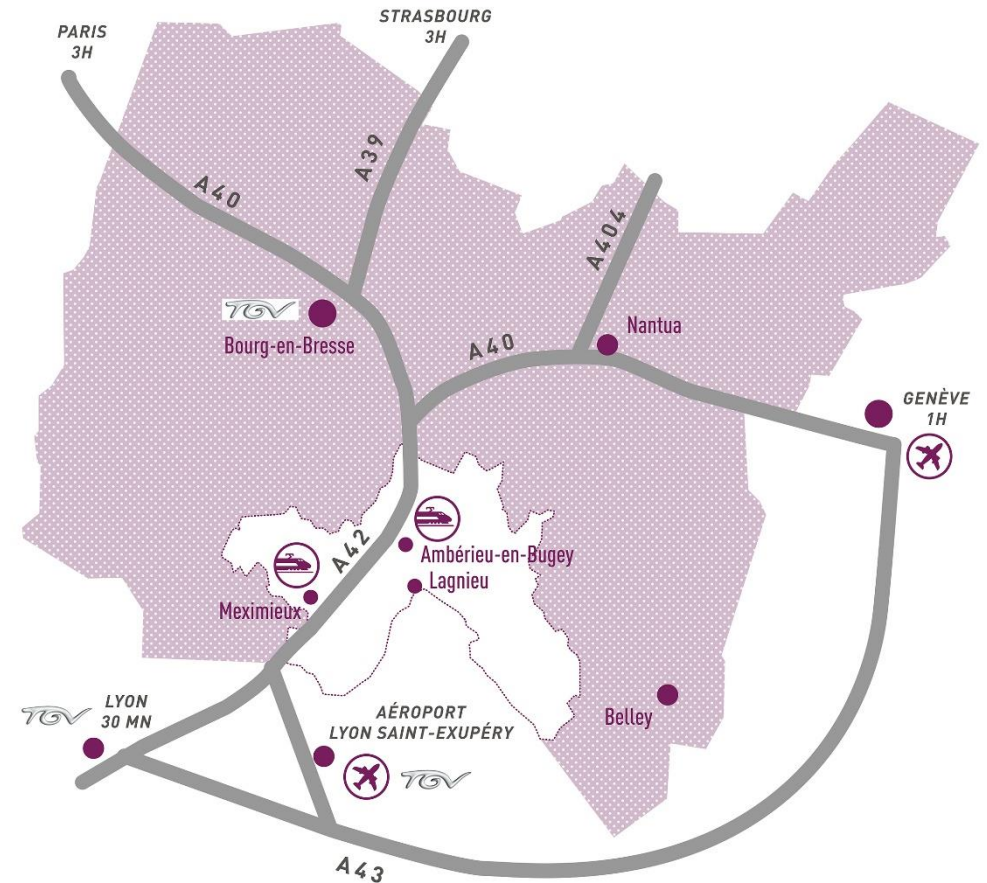 PARIS
3H
STRASBOURG
3H
A39
A40
A404
TGV
Bourg-en-Bresse
Nantua
A40
GENÈVE
1H
A42
Ambérieu-en-Bugey
Lagnieu
Meximieux
Belley
TGV
LYON
30 MN
AÉROPORT
LYON SAINT-EXUPÉRY
TGV
A43